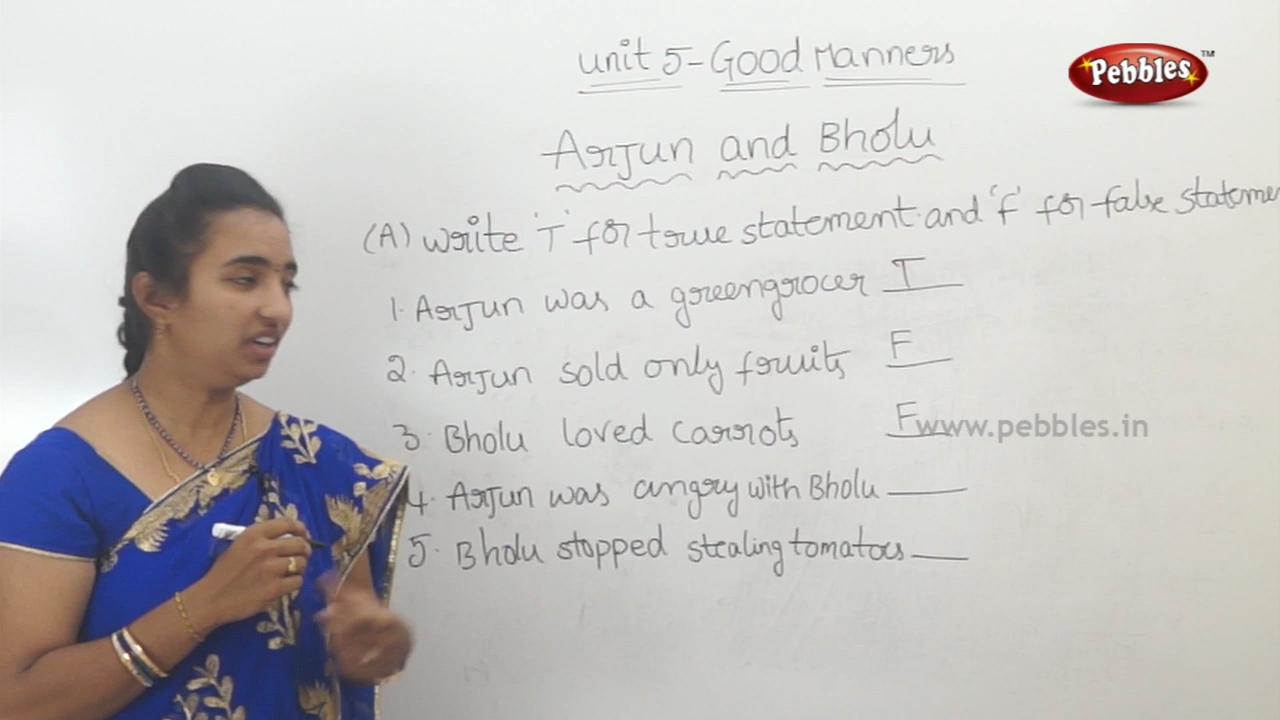 unit 5-Good Manners
Pebbles™
Arjun and Bholu
(A) write 'T' for true statement and 'f' for false stateme
1. Arjun was a greengrocer T
2. Arjun sold only fruits F
3. Bholu loved carrots F
www.pebbles.in
4. Arjun was angry with Bholu
5. Bholu stopped stealing tomatoes